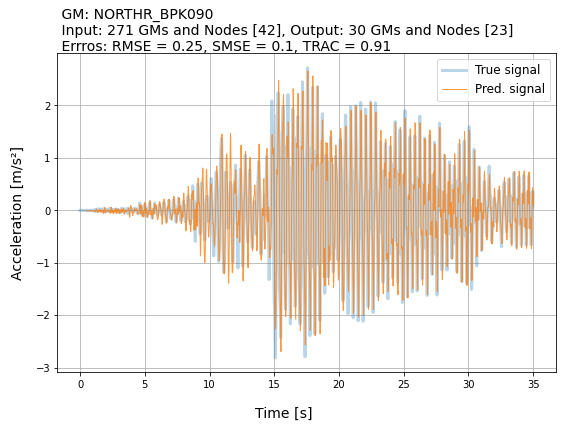 GM: NORTHR_BPK090
Input: 271 GMs and Nodes [42], Output: 30 GMs and Nodes [23]
Errros: RMSE = 0.25, SMSE = 0.1, TRAC = 0.91
True signal
Pred. signal
Acceleration [m/s²]
2
1
0
−1
−2
−3
0 5 10 15 20 25 30 35
Time [s]